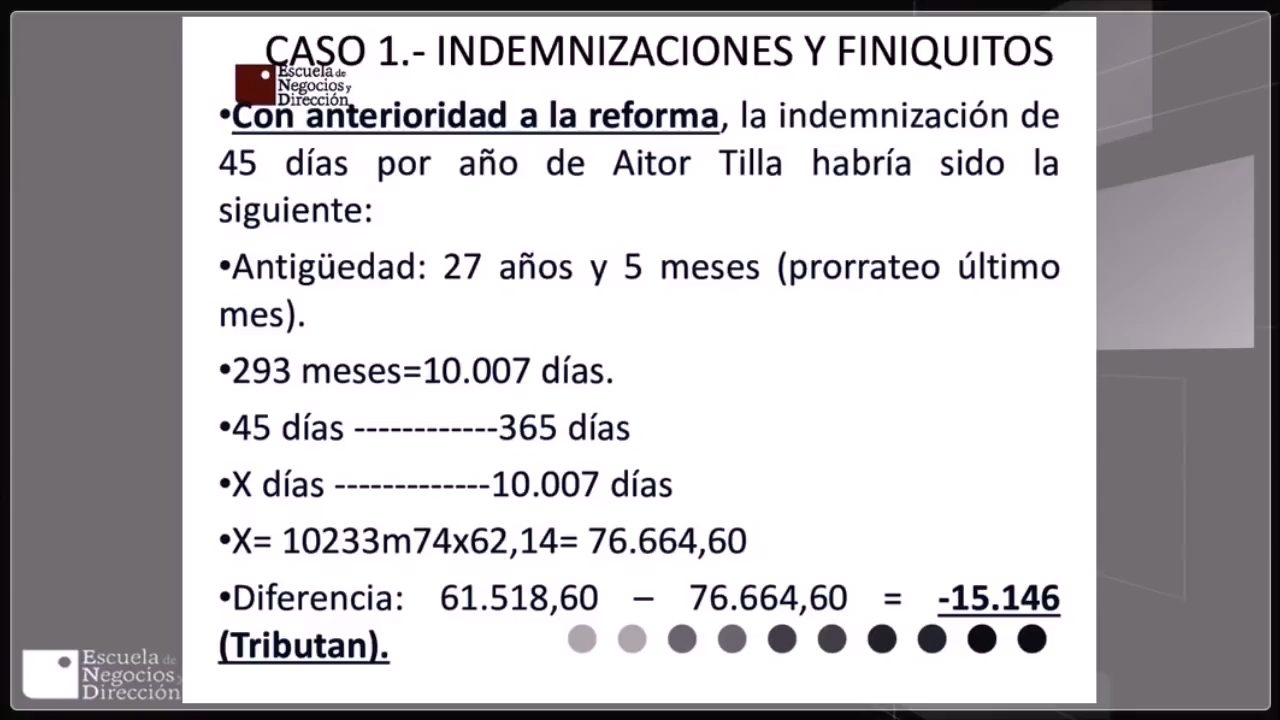 CASO 1.- INDEMNIZACIONES Y FINIQUITOS
Escuela de
Negocios y
Dirección
•Con anterioridad a la reforma, la indemnización de
45 días por año de Aitor Tilla habría sido la
siguiente:
•Antigüedad: 27 años y 5 meses (prorrateo último
mes).
•293 meses=10.007 días.
•45 días ------------365 días
•X días -------------10.007 días
•X= 10233m74x62,14= 76.664,60
•Diferencia: 61.518,60 – 76.664,60 = -15.146
(Tributan).
Escuela de
Negocios y
Dirección